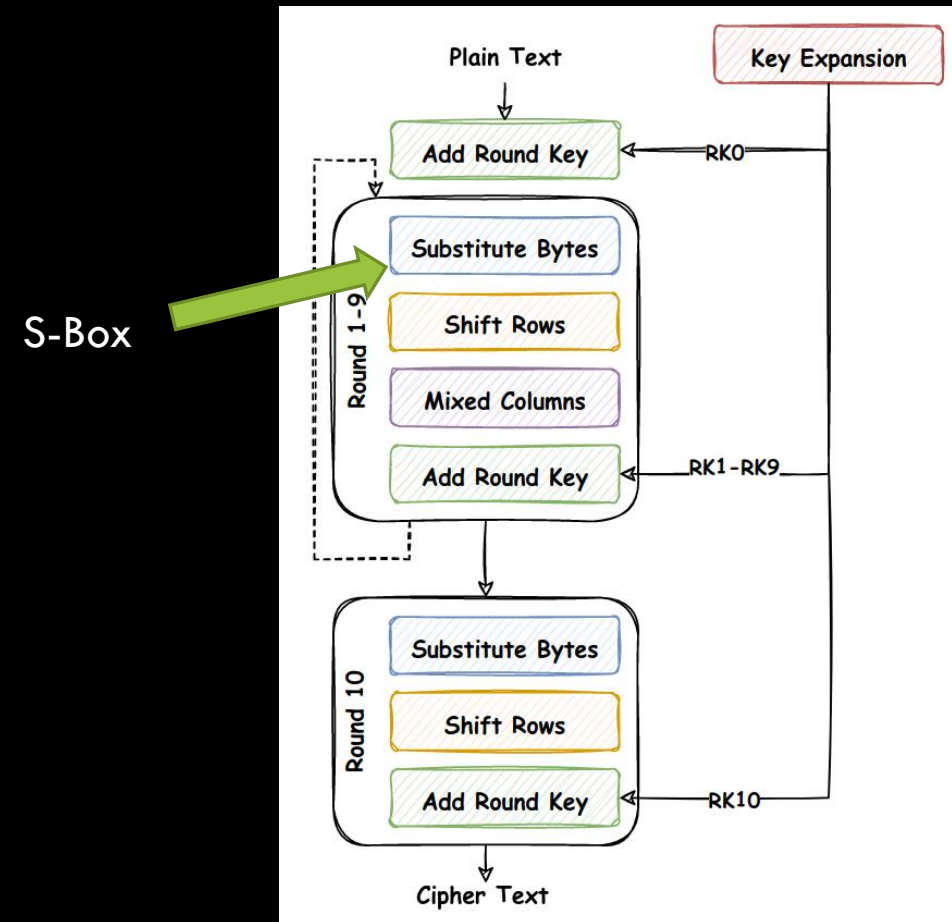 Plain Text
Key Expansion
Add Round Key
RK0
Substitute Bytes
S-Box
Round 1-9
Shift Rows
Mixed Columns
Add Round Key
RK1-RK9
Substitute Bytes
Round 10
Shift Rows
Add Round Key
RK10
Cipher Text